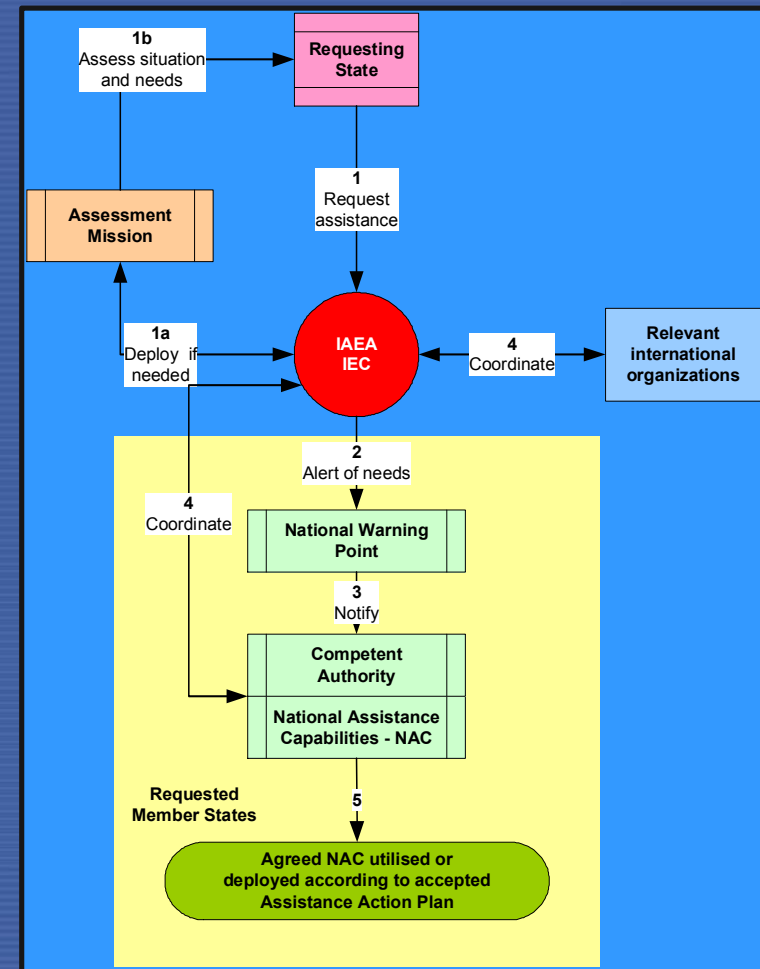 1b
Assess situation
and needs
Requesting
State
1
Request
assistance
Assessment
Mission
1a
Deploy if
needed
IAEA
IEC
4
Coordinate
Relevant
international
organizations
2
Alert of needs
4
Coordinate
National Warning
Point
3
Notify
Competent
Authority
National Assistance
Capabilities - NAC
Requested
Member States
5
Agreed NAC utilised or
deployed according to accepted
Assistance Action Plan